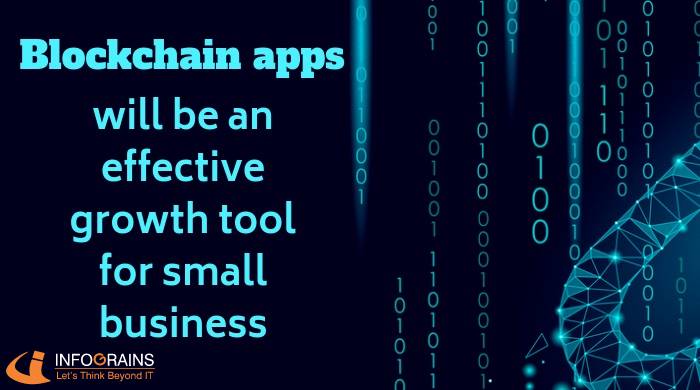 Blockchain apps
will be an
effective
growth tool
for small
business
INFOGRAINS
Let's Think Beyond IT